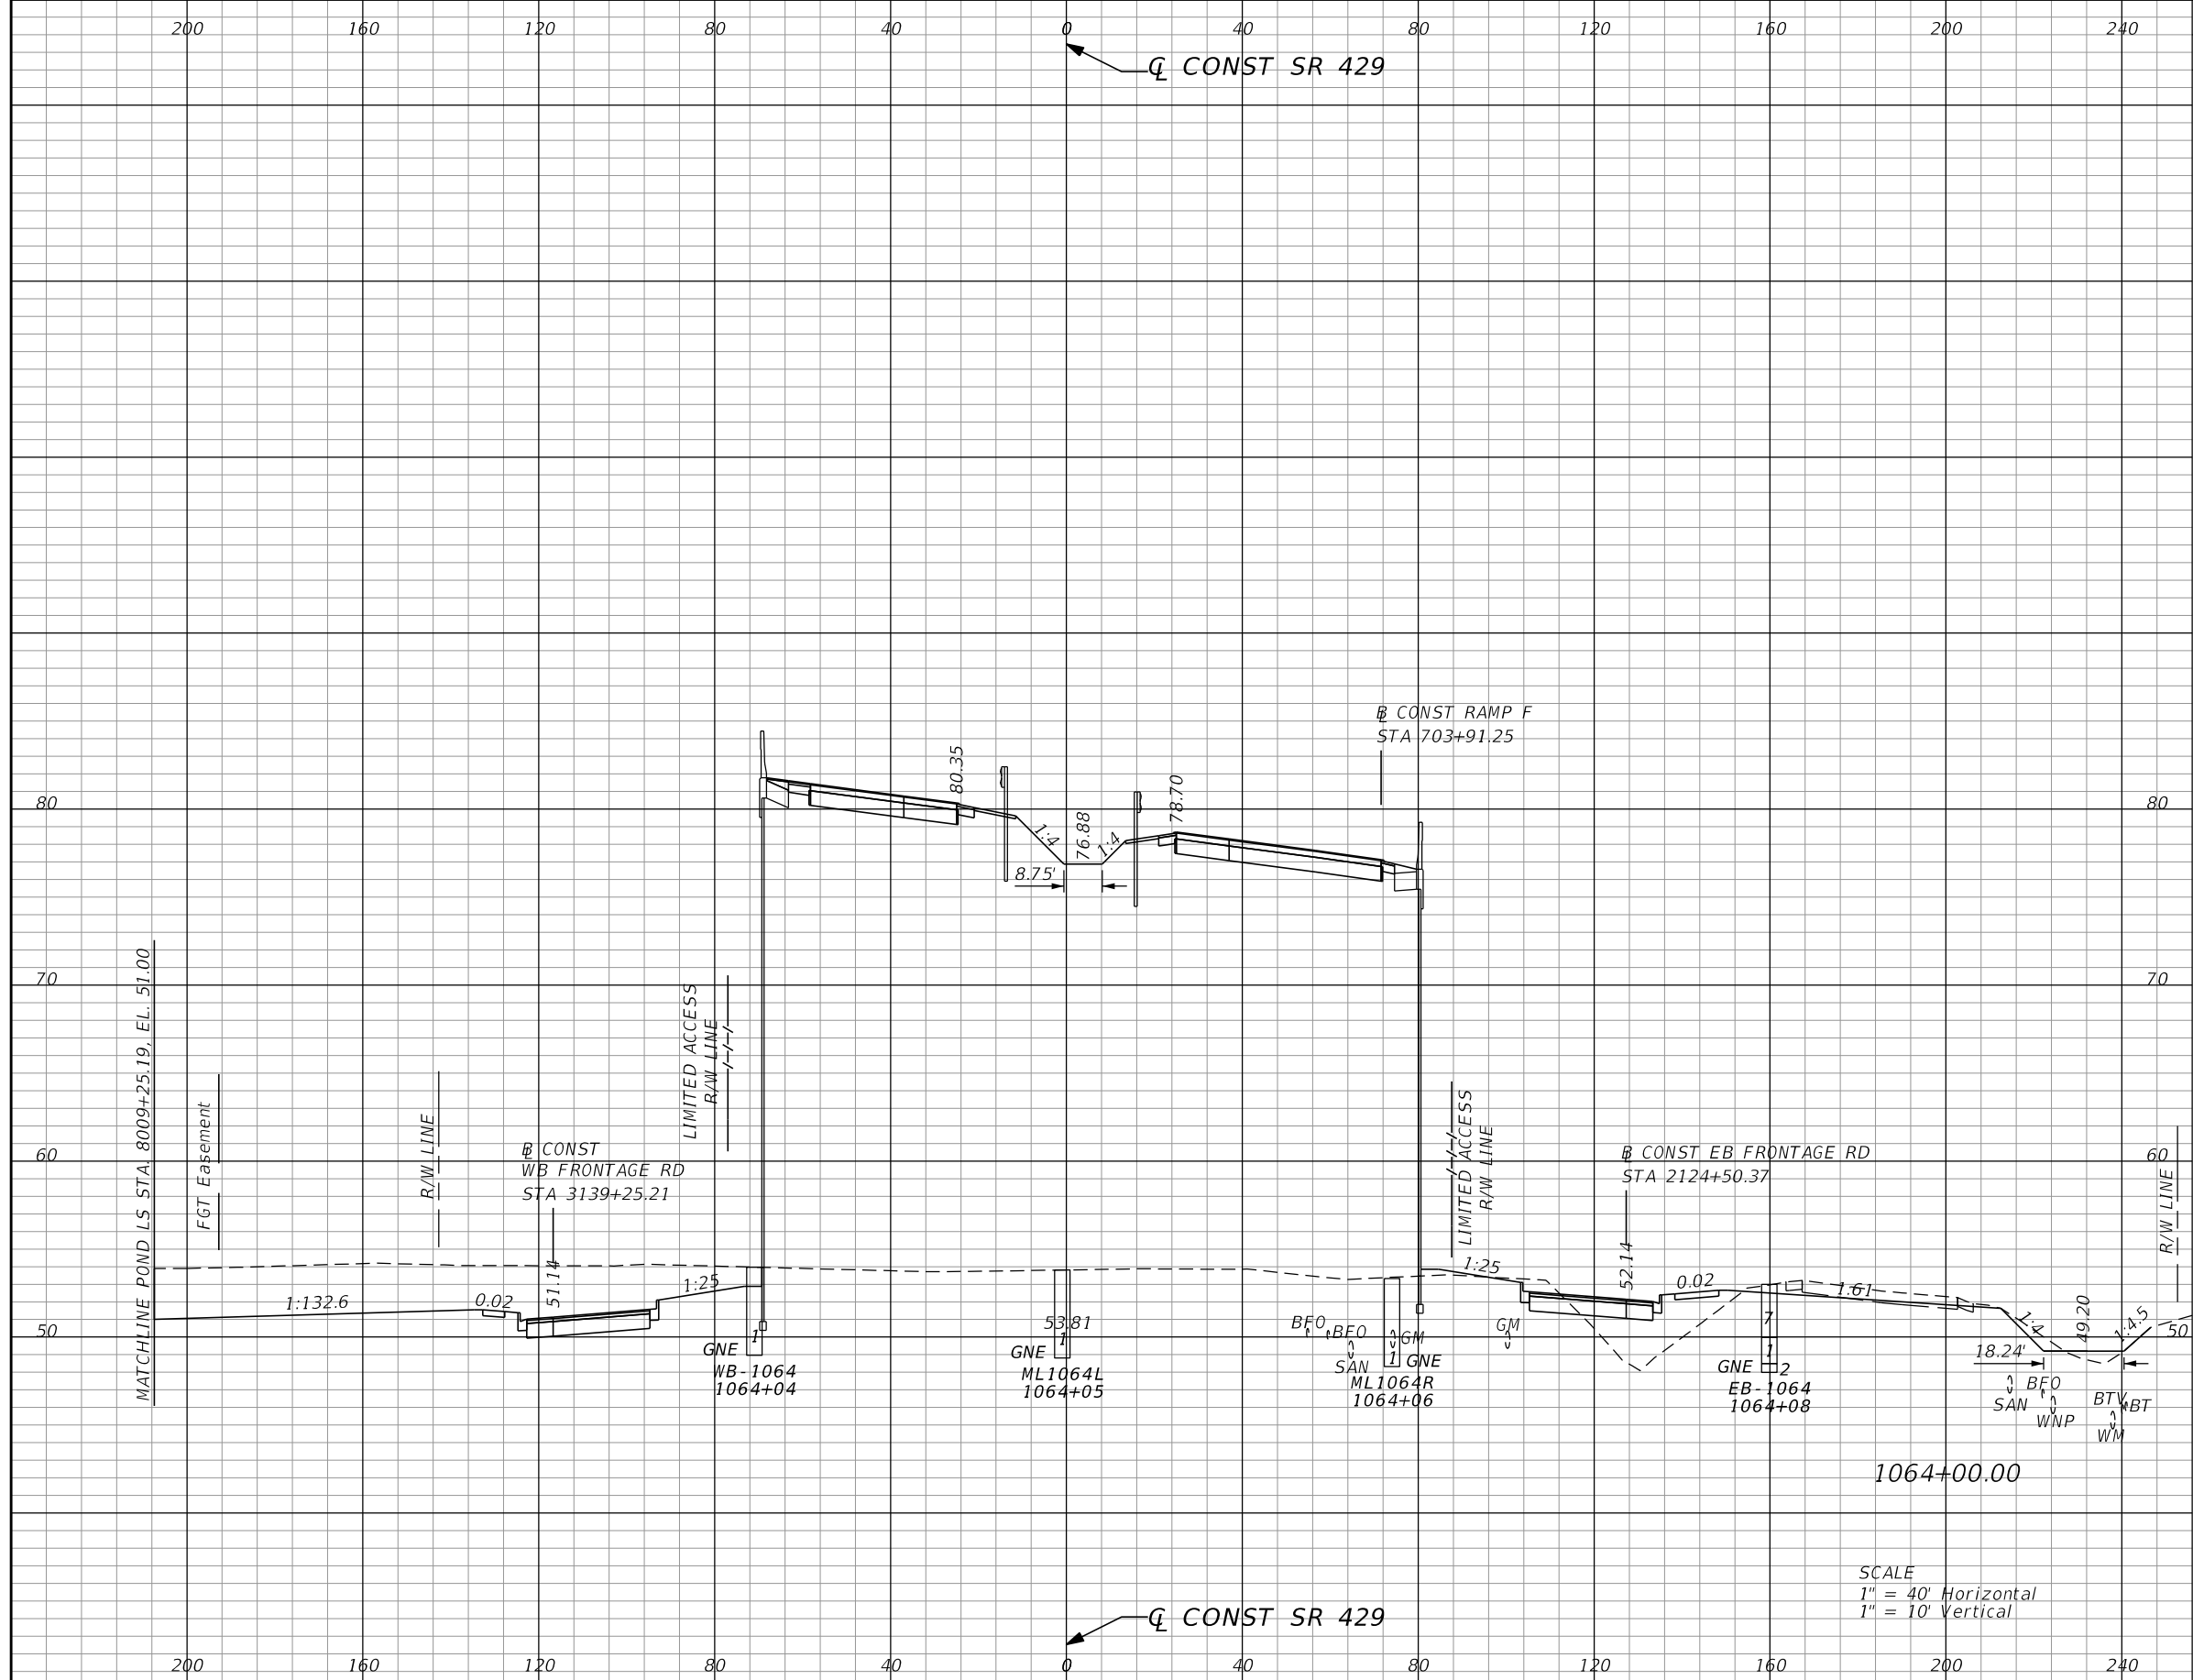 200 160 120 80 40 0 40 80 120 160 200 240
℄ CONST SR 429
B CONST RAMP F
STA 703+91.25
80.35
78.70
80 80
76.88
1:4 1:4
8.75'
70 70
MATCHLINE POND LS STA. 8009+25.19, EL. 51.00
FGT Easement
R/W LINE
LIMITED ACCESS
R/W LINE
LIMITED ACCESS
R/W LINE
R/W LINE
60 60
B CONST
WB FRONTAGE RD
STA 3139+25.21
B CONST EB FRONTAGE RD
STA 2124+50.37
51.14
52.14
1:132.6
0.02
1:25
1:25
0.02
1:61
1:4
49.20
1:4.5
18.24'
50 50
53.81
1
GNE
WB-1064
1064+04
1
GNE
ML1064L
1064+05
BFO
BFO
SAN
GM
1 GNE
ML1064R
1064+06
GM
7
1
GNE 2
EB-1064
1064+08
SAN
BFO
WNP
BTV
BT
WM
1064+00.00
SCALE
1" = 40' Horizontal
1" = 10' Vertical
℄ CONST SR 429
200 160 120 80 40 0 40 80 120 160 200 240